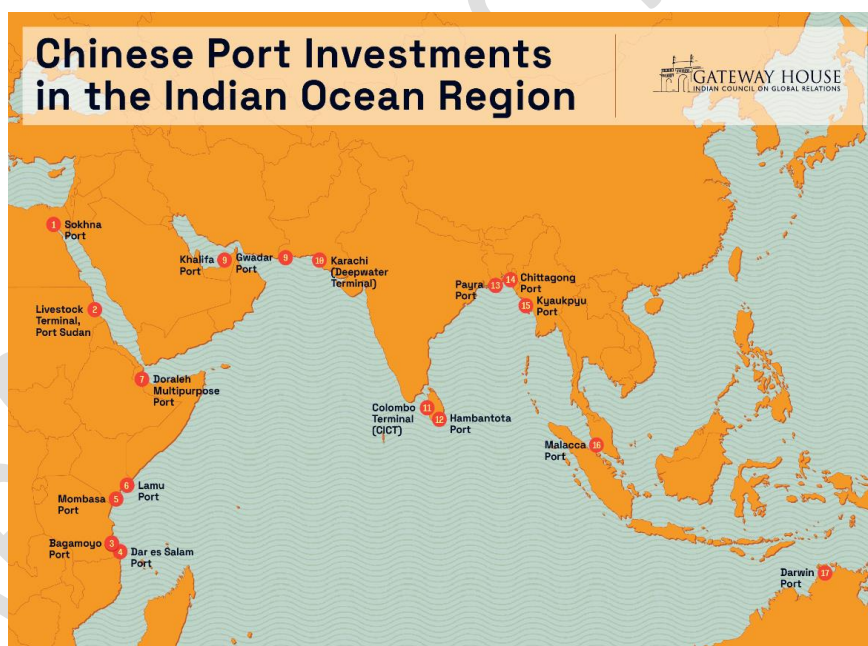 Chinese Port Investments
in the Indian Ocean Region
GATEWAY HOUSE
INDIAN COUNCIL ON GLOBAL RELATIONS
1
Sokhna
Port
Khalifa
Port
9
Gwadar
Port
9
10
Karachi
(Deepwater
Terminal)
Livestock
Terminal,
Port Sudan
2
Payra
Port
13
14
Chittagong
Port
15
Kyaukpyu
Port
7
Doraleh
Multipurpose
Port
Colombo
Terminal
(CICT)
11
12
Hambantota
Port
Malacca
Port
16
6
Lamu
Port
Mombasa
Port
5
Bagamoyo
Port
3
4
Dar es Salam
Port
Darwin
Port
17